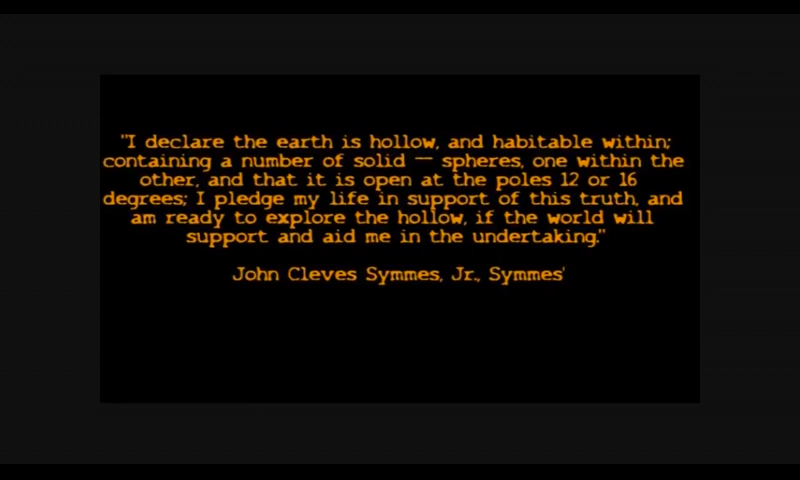 "I declare the earth is hollow, and habitable within;
containing a number of solid — spheres, one within the
other, and that it is open at the poles 12 or 16
degrees; I pledge my life in support of this truth, and
am ready to explore the hollow, if the world will
support and aid me in the undertaking."
John Cleves Symmes, Jr., Symmes'